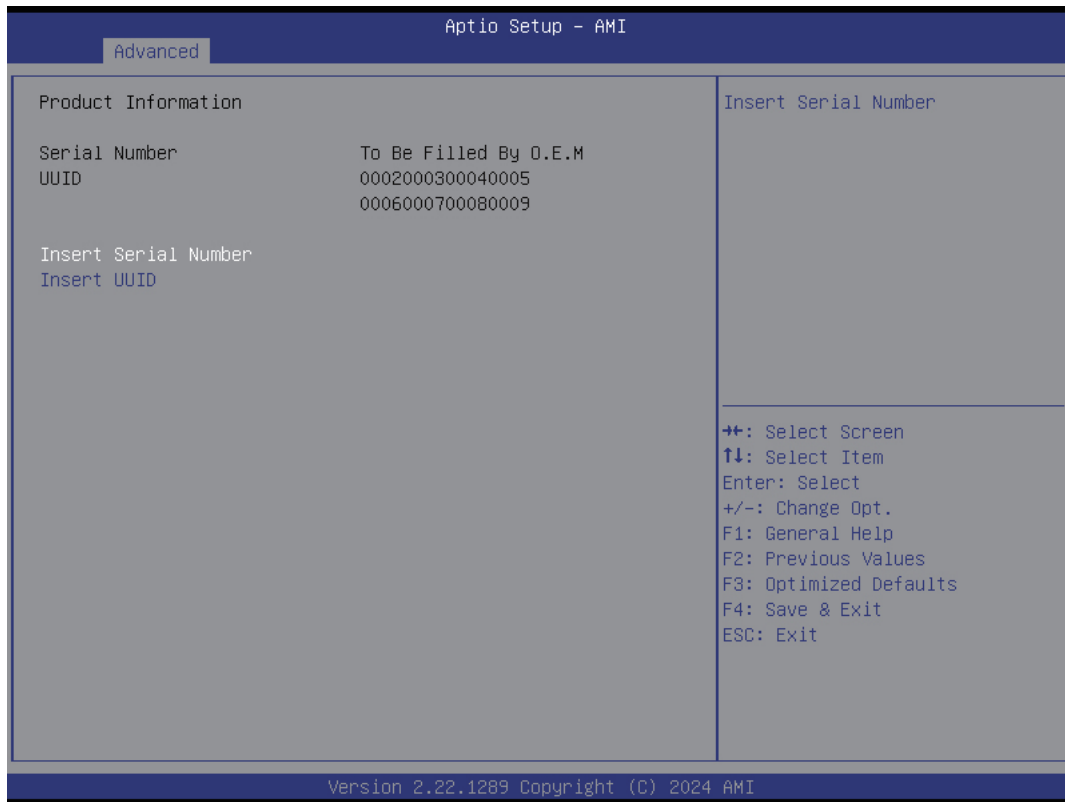 Aptio Setup – AMI
Advanced
Product Information
Serial Number To Be Filled By O.E.M
UUID 0002000300040005
0006000700080009
Insert Serial Number
Insert UUID
Insert Serial Number
→←: Select Screen
↑↓: Select Item
Enter: Select
+/-: Change Opt.
F1: General Help
F2: Previous Values
F3: Optimized Defaults
F4: Save & Exit
ESC: Exit
Version 2.22.1289 Copyright (C) 2024 AMI